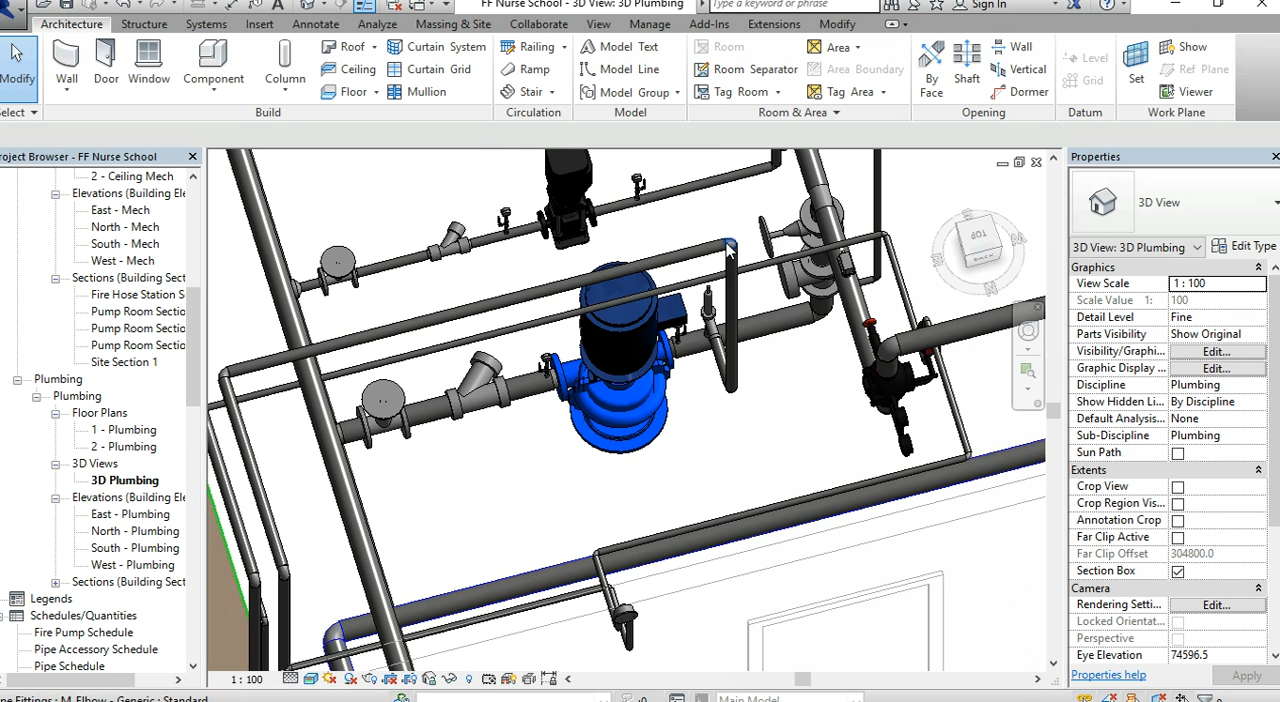 FF Nurse School - 3D View: 3D Plumbing
Type a keyword or phrase
Sign In
Architecture Structure Systems Insert Annotate Analyze Massing & Site Collaborate View Manage Add-Ins Extensions Modify
Modify
Wall
Door
Window
Component
Column
Roof
Ceiling
Floor
Curtain System
Curtain Grid
Mullion
Railing
Ramp
Stair
Model Text
Model Line
Model Group
Room
Room Separator
Tag Room
Area
Area Boundary
Tag Area
By Face
Shaft
Wall
Vertical
Dormer
Level
Grid
Set
Show
Ref Plane
Viewer
Select
Build
Circulation
Model
Room & Area
Opening
Datum
Work Plane
Project Browser - FF Nurse School
2 - Ceiling Mech
Elevations (Building Ele
East - Mech
North - Mech
South - Mech
West - Mech
Sections (Building Sect
Fire Hose Station S
Pump Room Sectio
Pump Room Sectio
Pump Room Sectio
Site Section 1
Plumbing
Plumbing
Floor Plans
1 - Plumbing
2 - Plumbing
3D Views
3D Plumbing
Elevations (Building Ele
East - Plumbing
North - Plumbing
South - Plumbing
West - Plumbing
Sections (Building Sect
Legends
Schedules/Quantities
Fire Pump Schedule
Pipe Accessory Schedule
Pipe Schedule
TOP
1 : 100
Main Model
Pipe Fittings : M_Elbow - Generic : Standard
Properties
3D View
3D View: 3D Plumbing
Edit Type
Graphics
View Scale 1 : 100
Scale Value 1: 100
Detail Level Fine
Parts Visibility Show Original
Visibility/Graphi... Edit...
Graphic Display ... Edit...
Discipline Plumbing
Show Hidden Li... By Discipline
Default Analysis... None
Sub-Discipline Plumbing
Sun Path
Extents
Crop View
Crop Region Vis...
Annotation Crop
Far Clip Active
Far Clip Offset 304800.0
Section Box
Camera
Rendering Setti... Edit...
Locked Orientat...
Perspective
Eye Elevation 74596.5
Properties help
Apply